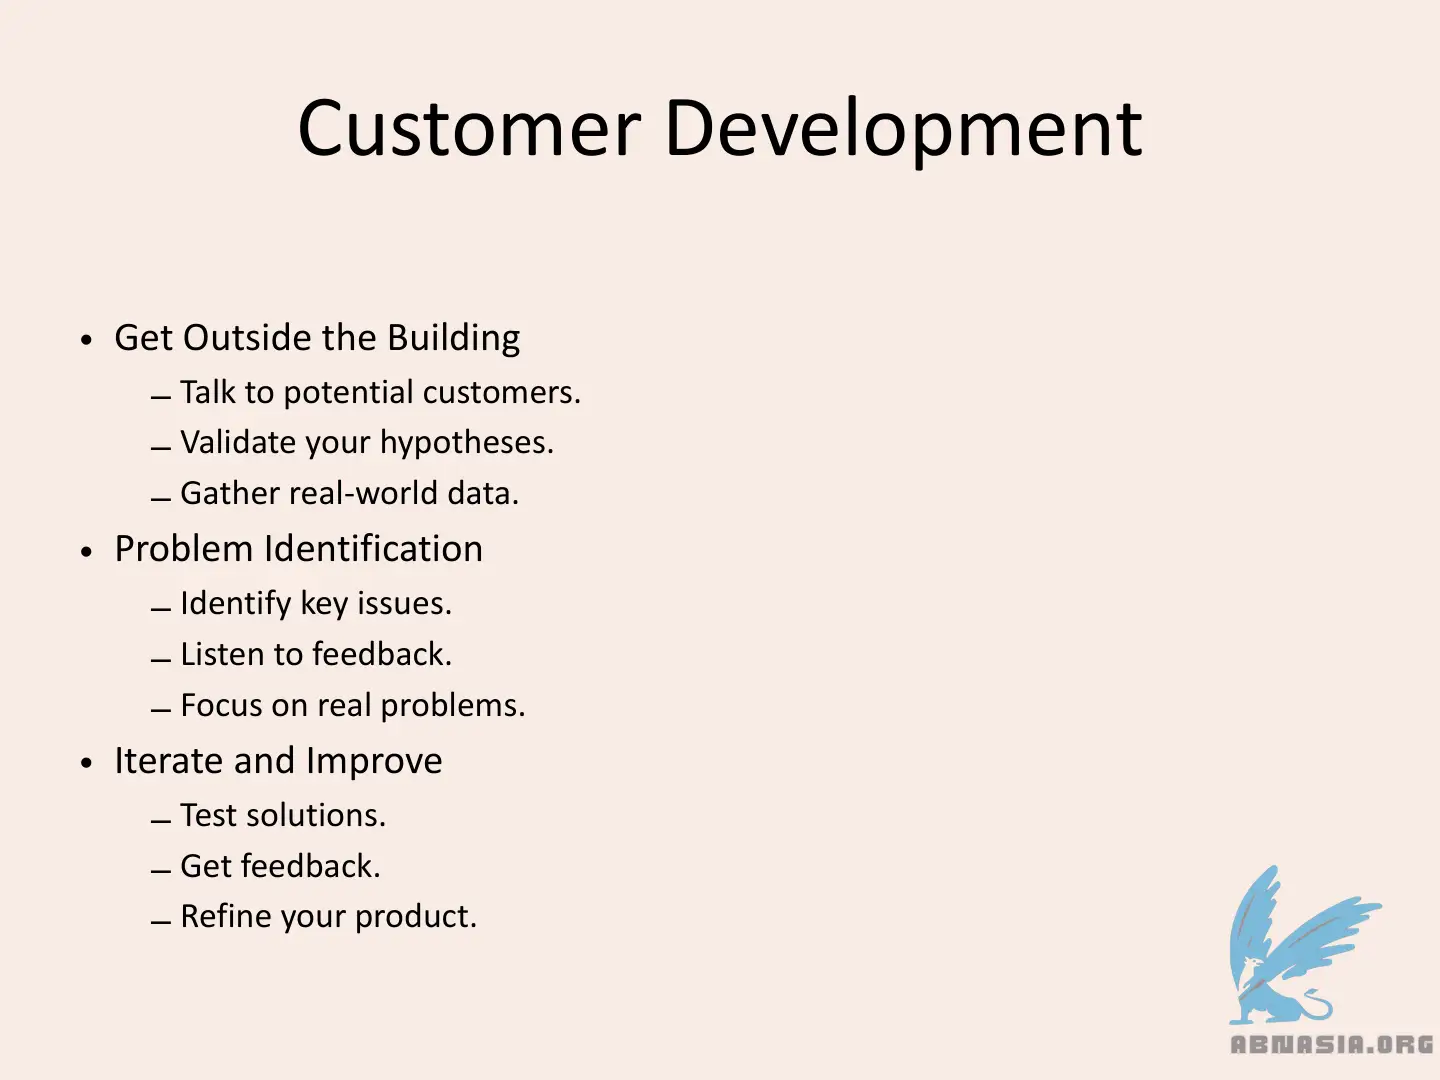 Customer Development
• Get Outside the Building
– Talk to potential customers.
– Validate your hypotheses.
– Gather real-world data.
• Problem Identification
– Identify key issues.
– Listen to feedback.
– Focus on real problems.
• Iterate and Improve
– Test solutions.
– Get feedback.
– Refine your product.
ABNASIA.ORG